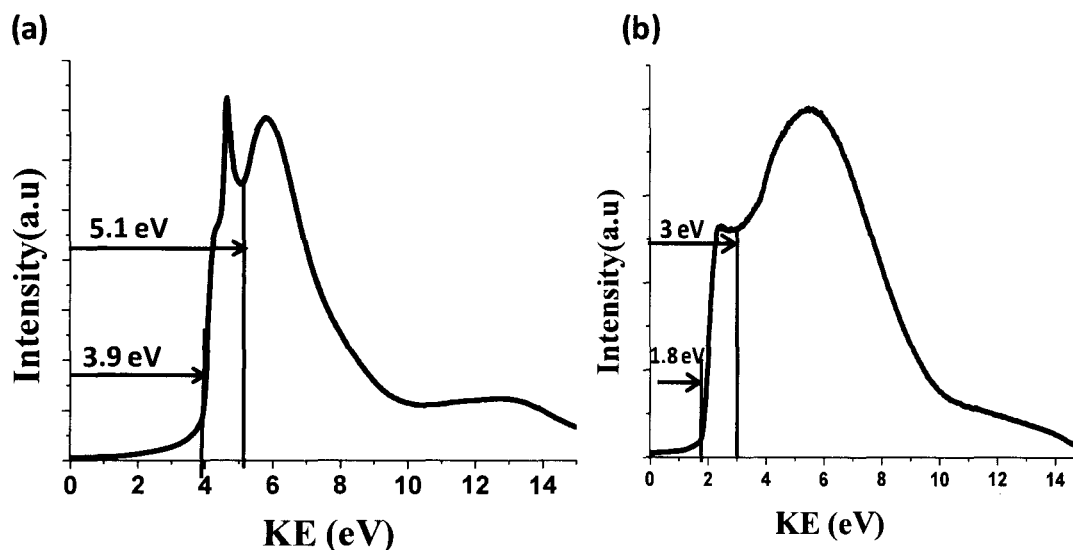 (a)
Intensity(a.u)
5.1 eV
3.9 eV
0 2 4 6 8 10 12 14
KE (eV)
(b)
Intensity(a.u)
3 eV
1.8 eV
0 2 4 6 8 10 12 14
KE (eV)